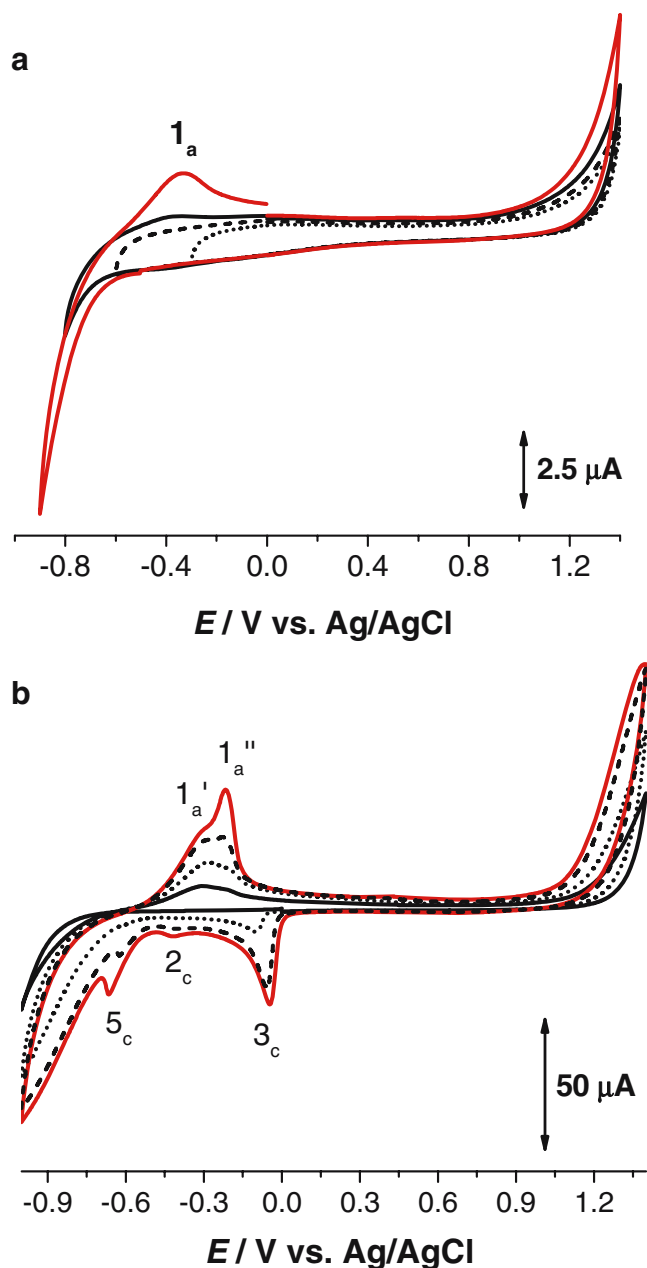 a
1a
2.5 µA
-0.8 -0.4 0.0 0.4 0.8 1.2
E / V vs. Ag/AgCl
b
1a''
1a'
2c
5c
3c
50 µA
-0.9 -0.6 -0.3 0.0 0.3 0.6 0.9 1.2
E / V vs. Ag/AgCl